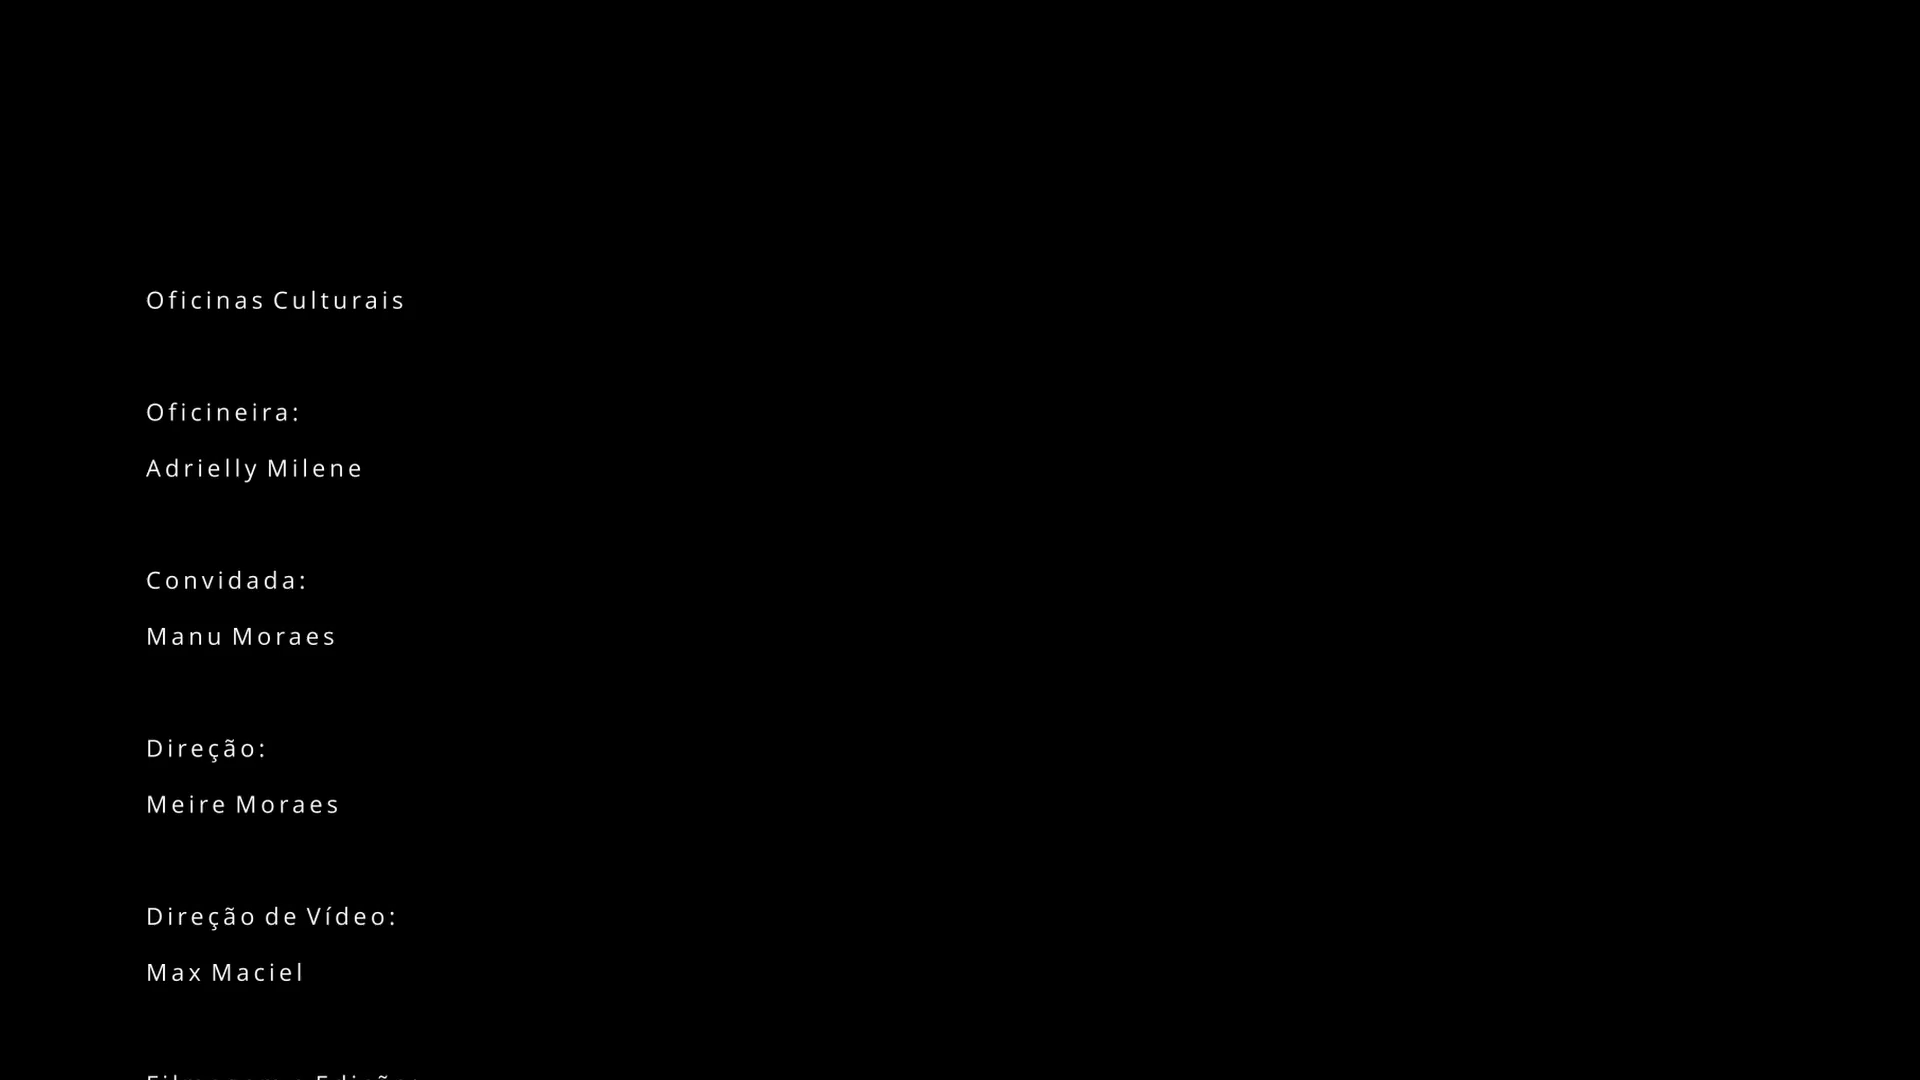 Oficinas Culturais
Oficineira:
Adrielly Milene
Convidada:
Manu Moraes
Direção:
Meire Moraes
Direção de Vídeo:
Max Maciel